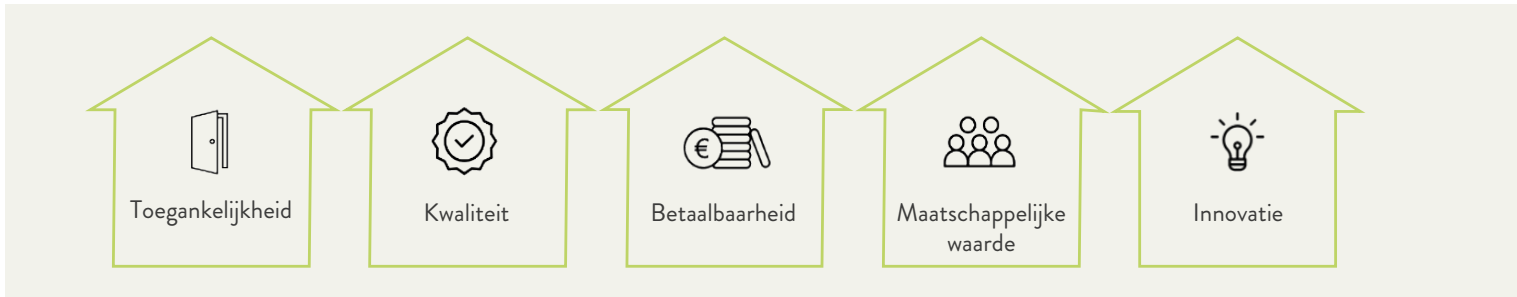 Toegankelijkheid
Kwaliteit
€
Betaalbaarheid
Maatschappelijke
waarde
Innovatie